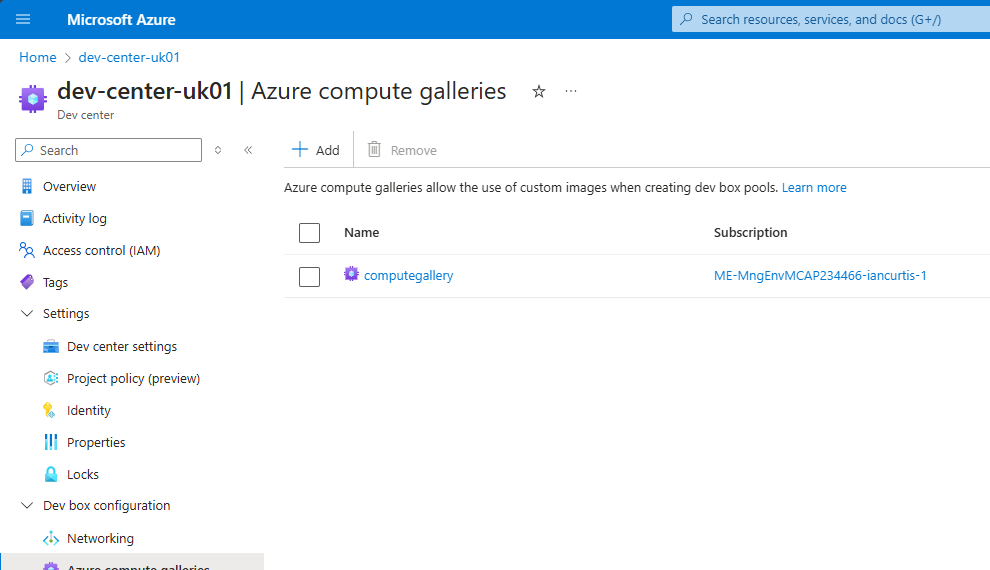 Microsoft Azure
Search resources, services, and docs (G+/)
Home > dev-center-uk01
dev-center-uk01 | Azure compute galleries
Dev center
Search
Add
Remove
Overview
Activity log
Access control (IAM)
Tags
Settings
Dev center settings
Project policy (preview)
Identity
Properties
Locks
Dev box configuration
Networking
Azure compute galleries
Azure compute galleries allow the use of custom images when creating dev box pools. Learn more
Name Subscription
computegallery ME-MngEnvMCAP234466-iancurtis-1